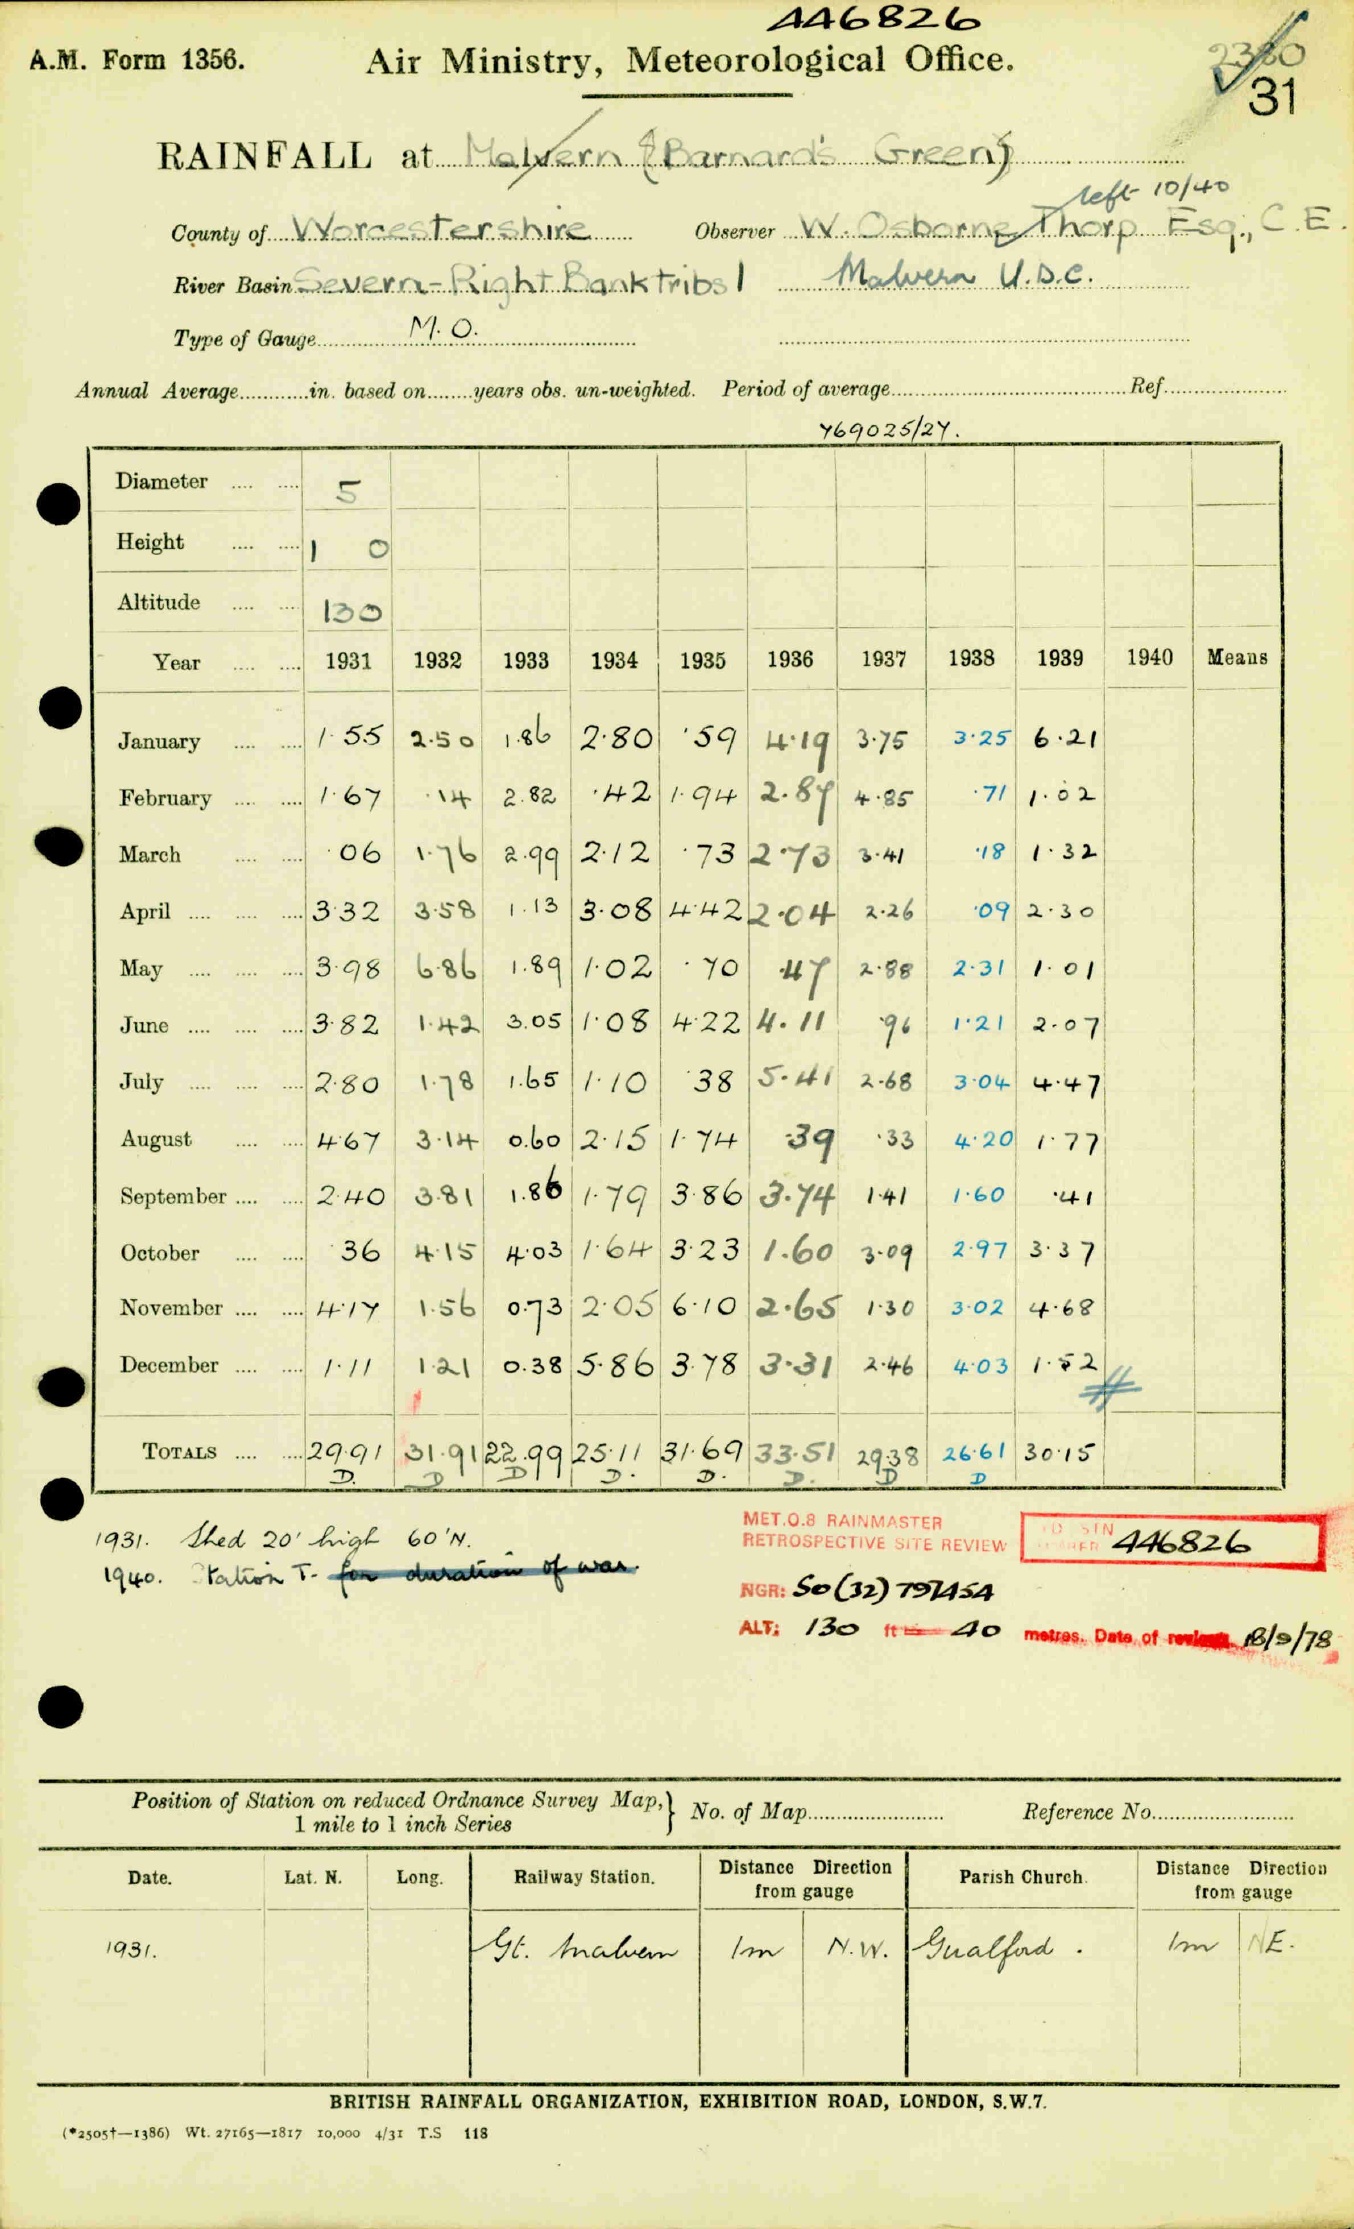 446826
A.M. Form 1356. Air Ministry, Meteorological Office. 2380
31
RAINFALL at Malvern (Barnard's Green)
left 10/40
County of Worcestershire Observer W. Osborne Thorp Esq., C.E.
River Basin Severn-Right Bank Tribs 1 Malvern U.D.C.
Type of Gauge M.O.
Annual Average in. based on years obs. un-weighted. Period of average Ref.
769025/27.
Diameter 5
Height 1 0
Altitude 130
Year 1931 1932 1933 1934 1935 1936 1937 1938 1939 1940 Means
January 1.55 2.50 1.86 2.80 .59 4.19 3.75 3.25 6.21
February 1.67 .14 2.82 .42 1.94 2.87 4.85 .71 1.02
March .06 1.76 2.99 2.12 .73 2.73 3.41 .18 1.32
April 3.32 3.58 1.13 3.08 4.42 2.04 2.26 .09 2.30
May 3.98 6.86 1.89 1.02 .70 .47 2.88 2.31 1.01
June 3.82 1.42 3.05 1.08 4.22 4.11 .96 1.21 2.07
July 2.80 1.78 1.65 1.10 .38 5.41 2.68 3.04 4.47
August 4.67 3.14 0.60 2.15 1.74 .39 .33 4.20 1.77
September 2.40 3.81 1.86 1.79 3.86 3.74 1.41 1.60 .41
October .36 4.15 4.03 1.64 3.23 1.60 3.09 2.97 3.37
November 4.17 1.56 0.73 2.05 6.10 2.65 1.30 3.02 4.68
December 1.11 1.21 0.38 5.86 3.78 3.31 2.46 4.03 1.52
TOTALS 29.91 31.91 22.99 25.11 31.69 33.51 29.38 26.61 30.15
D. D D D. D. D. D D
1931. Shed 20' high 60'N.
1940. Station T. for duration of war.
MET.O.8 RAINMASTER
RETROSPECTIVE SITE REVIEW STN 446826
NGR: SO (32) 797454
ALT: 130 ft = 40 metres. Date of review 18/9/78
Position of Station on reduced Ordnance Survey Map,} No. of Map Reference No.
1 mile to 1 inch Series
Date. Lat. N. Long. Railway Station. Distance Direction from gauge Parish Church. Distance Direction from gauge
1931. Gt. Malvern 1m N.W. Gualford. 1m NE.
BRITISH RAINFALL ORGANIZATION, EXHIBITION ROAD, LONDON, S.W.7.
(*2505†—1386) Wt. 27165—1817 10,000 4/31 T.S 118